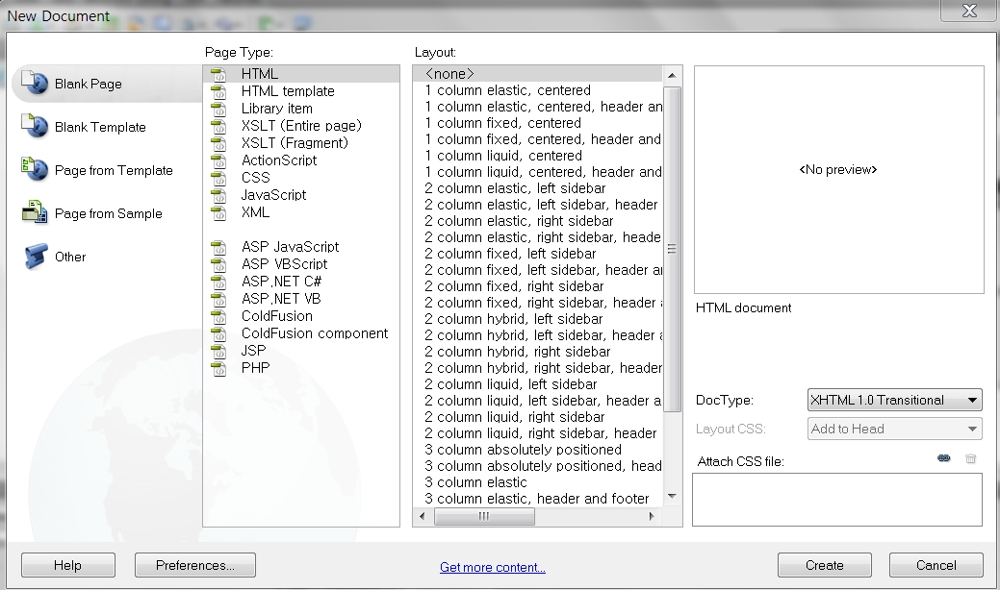 New Document
Page Type:
Layout:
Blank Page
Blank Template
Page from Template
Page from Sample
Other
HTML
HTML template
Library item
XSLT (Entire page)
XSLT (Fragment)
ActionScript
CSS
JavaScript
XML
ASP JavaScript
ASP VBScript
ASP.NET C#
ASP.NET VB
ColdFusion
ColdFusion component
JSP
PHP
<none>
1 column elastic, centered
1 column elastic, centered, header an
1 column fixed, centered
1 column fixed, centered, header and
1 column liquid, centered
1 column liquid, centered, header and
2 column elastic, left sidebar
2 column elastic, left sidebar, header
2 column elastic, right sidebar
2 column elastic, right sidebar, heade
2 column fixed, left sidebar
2 column fixed, left sidebar, header ar
2 column fixed, right sidebar
2 column fixed, right sidebar, header
2 column hybrid, left sidebar
2 column hybrid, left sidebar, header a
2 column hybrid, right sidebar
2 column hybrid, right sidebar, header
2 column liquid, left sidebar
2 column liquid, left sidebar, header a
2 column liquid, right sidebar
2 column liquid, right sidebar, header
3 column absolutely positioned
3 column absolutely positioned, head
3 column elastic
3 column elastic, header and footer
<No preview>
HTML document
DocType:
XHTML 1.0 Transitional
Layout CSS:
Add to Head
Attach CSS file:
Help
Preferences...
Get more content...
Create
Cancel